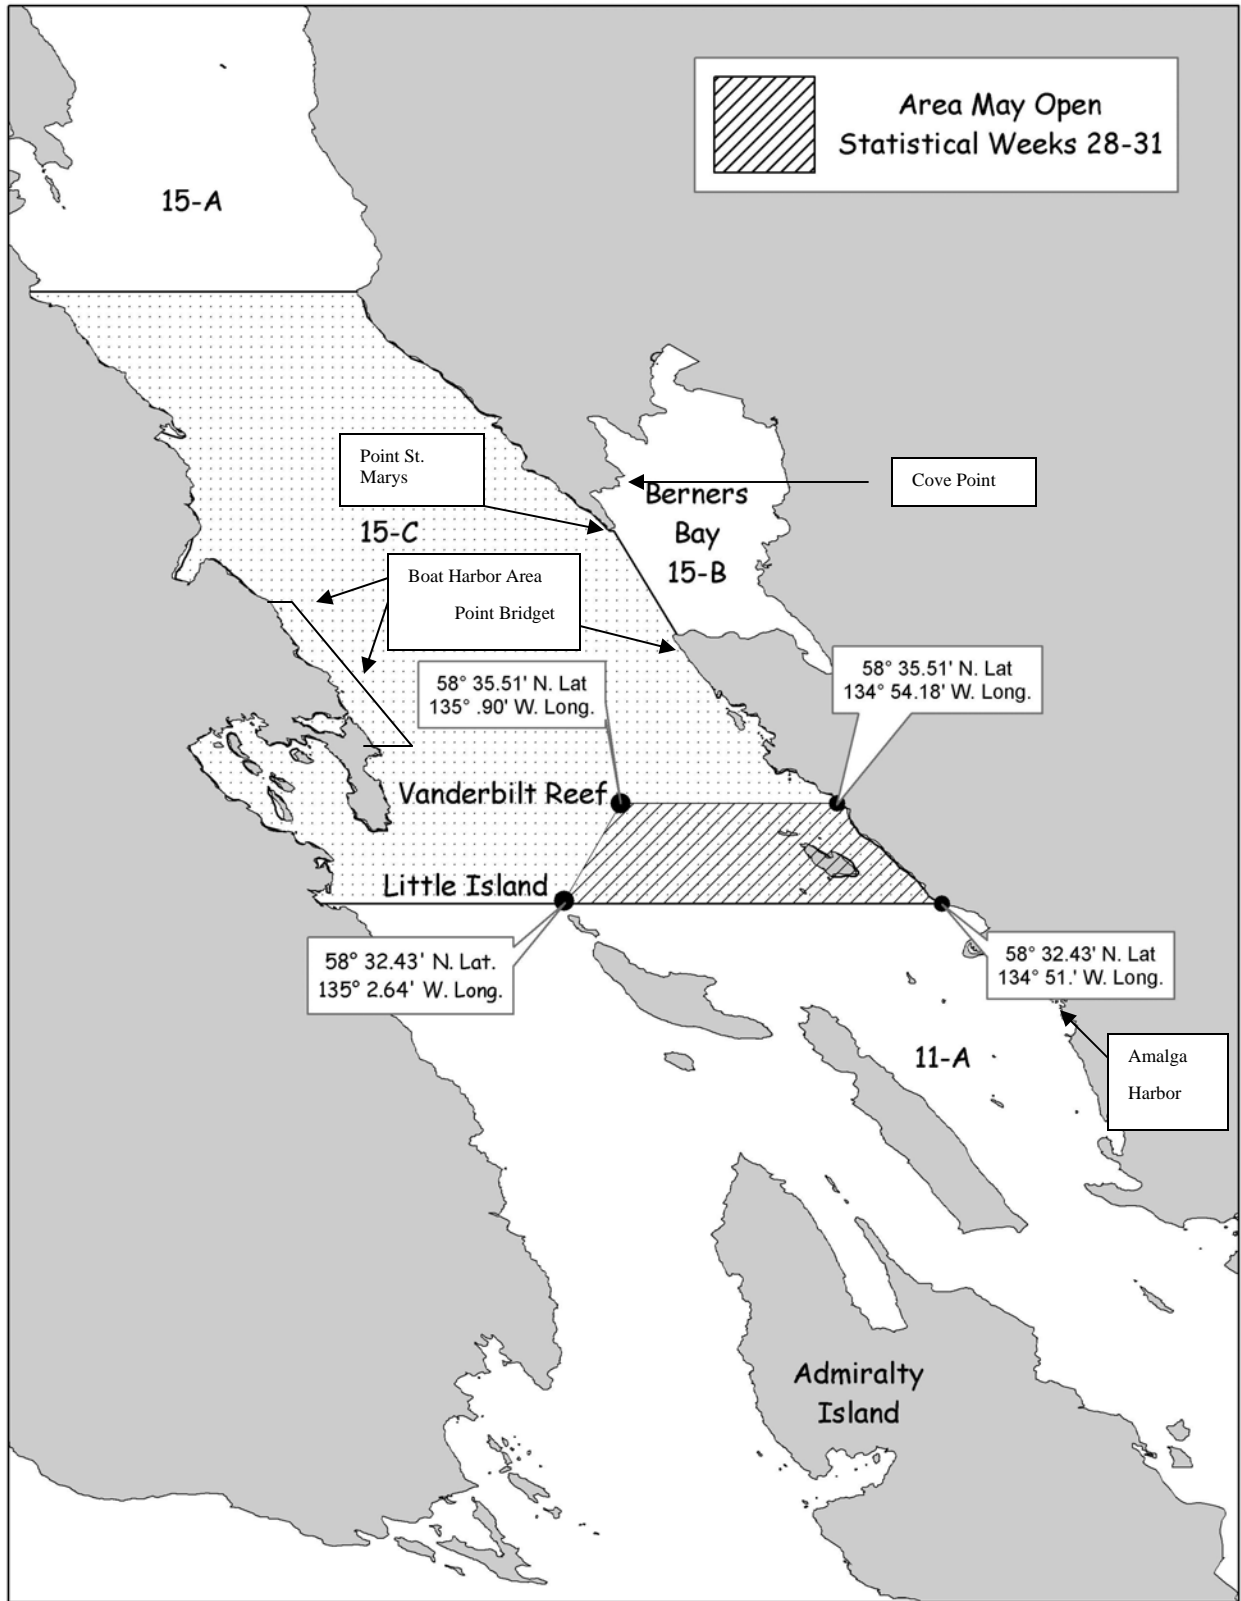 Area May Open
Statistical Weeks 28-31
15-A
Point St.
Marys
Cove Point
Berners
Bay
15-B
15-C
Boat Harbor Area
Point Bridget
58° 35.51' N. Lat
135° .90' W. Long.
58° 35.51' N. Lat
134° 54.18' W. Long.
Vanderbilt Reef
Little Island
58° 32.43' N. Lat.
135° 2.64' W. Long.
58° 32.43' N. Lat
134° 51.' W. Long.
11-A
Amalga
Harbor
Admiralty
Island